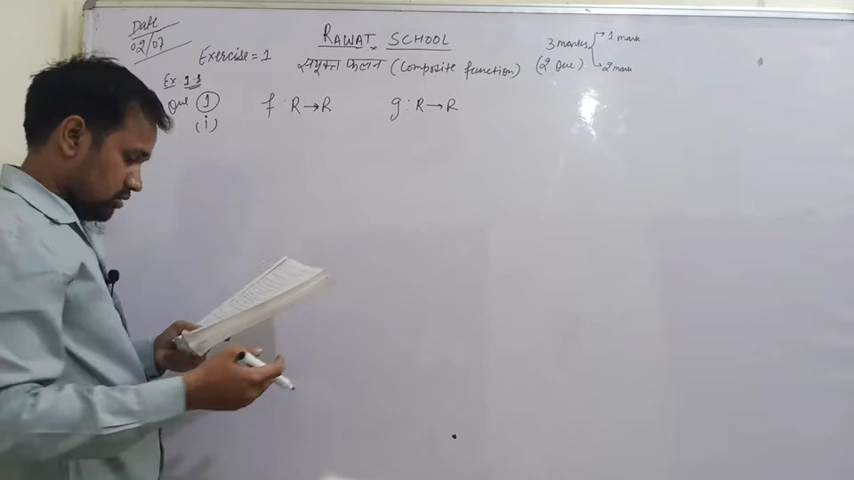 Date
02/07
RAWAT SCHOOL
Exercise = 1
संयुक्त फलन (Composite function)
3 marks 1 mark
(2 Que) 2 mark
Ex 1.1
Que 1 f : R→R g : R→R
(i)